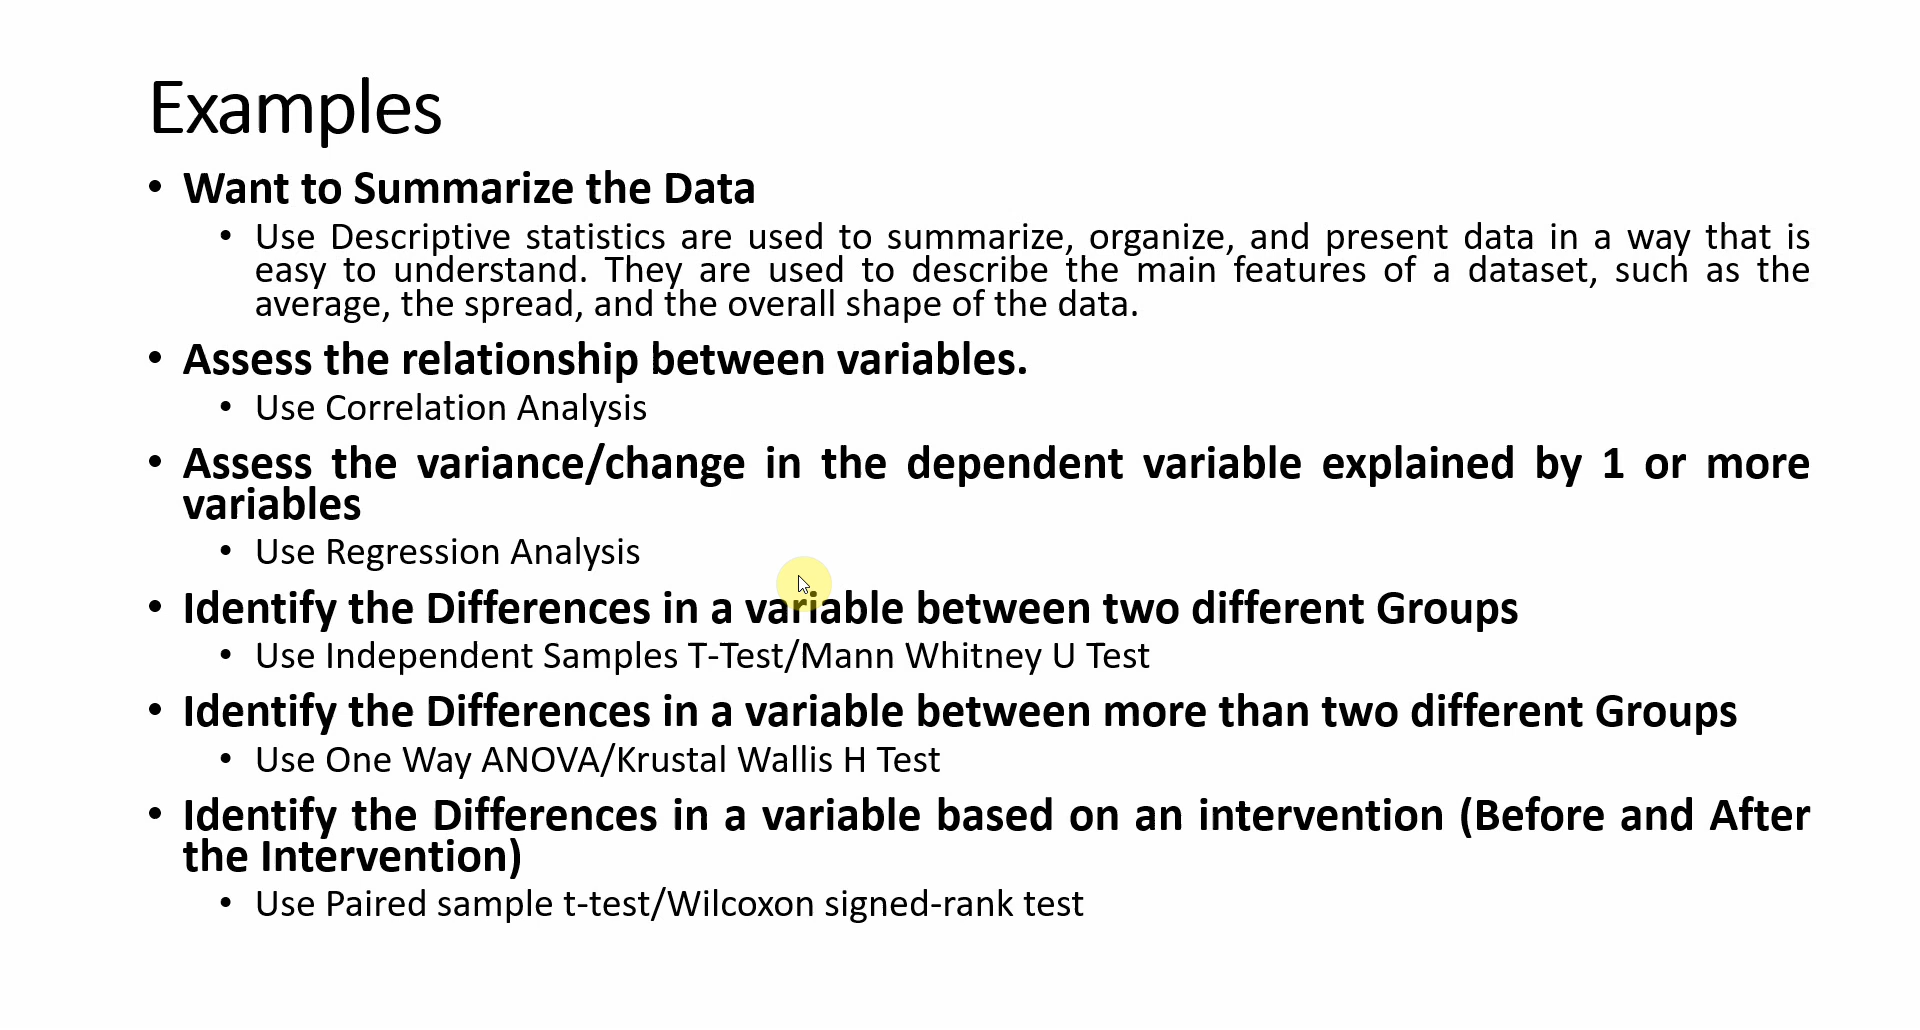 Examples
• Want to Summarize the Data
• Use Descriptive statistics are used to summarize, organize, and present data in a way that is
easy to understand. They are used to describe the main features of a dataset, such as the
average, the spread, and the overall shape of the data.
• Assess the relationship between variables.
• Use Correlation Analysis
• Assess the variance/change in the dependent variable explained by 1 or more
variables
• Use Regression Analysis
• Identify the Differences in a variable between two different Groups
• Use Independent Samples T-Test/Mann Whitney U Test
• Identify the Differences in a variable between more than two different Groups
• Use One Way ANOVA/Krustal Wallis H Test
• Identify the Differences in a variable based on an intervention (Before and After
the Intervention)
• Use Paired sample t-test/Wilcoxon signed-rank test